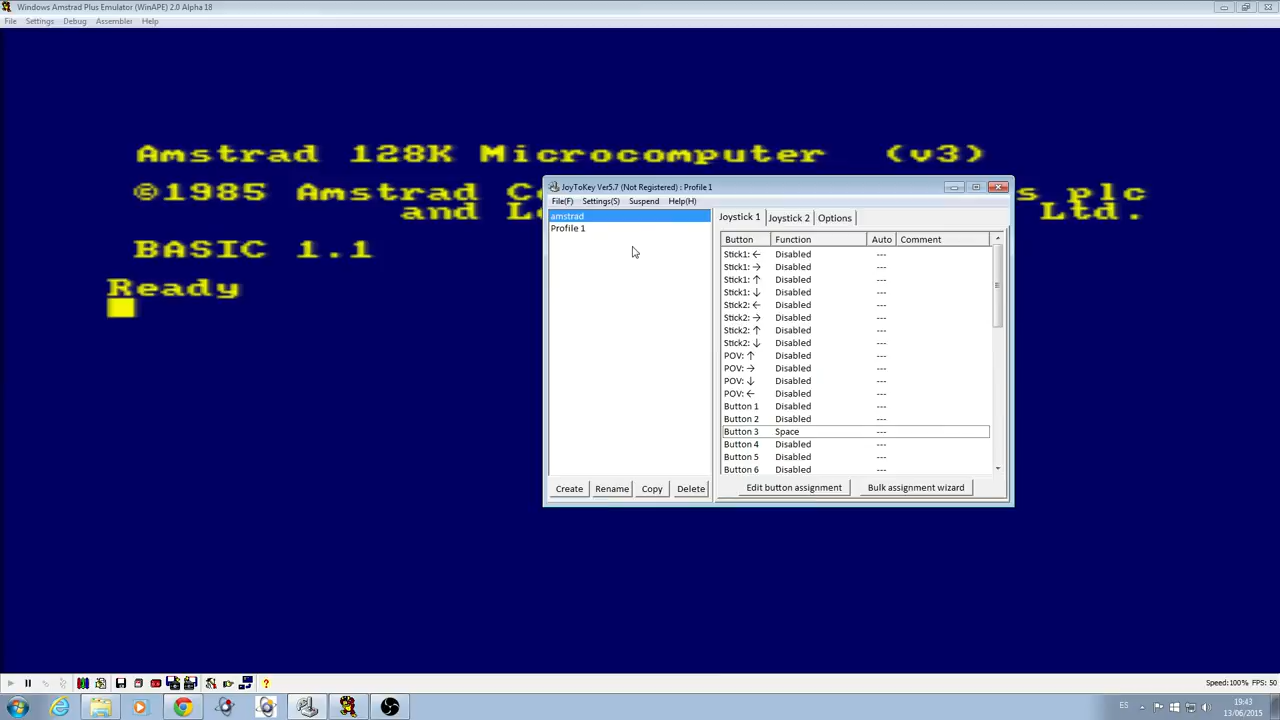 Windows Amstrad Plus Emulator (WinAPE) 2.0 Alpha 18
File Settings Debug Assembler Help
Amstrad 128K Microcomputer (v3)
©1985 Amstrad Co s plc
and Lo Ltd.
BASIC 1.1
Ready
JoyToKey Ver5.7 (Not Registered) : Profile 1
File(F) Settings(S) Suspend Help(H)
amstrad
Profile 1
Create Rename Copy Delete
Joystick 1 Joystick 2 Options
Button Function Auto Comment
Stick1: ← Disabled ---
Stick1: → Disabled ---
Stick1: ↑ Disabled ---
Stick1: ↓ Disabled ---
Stick2: ← Disabled ---
Stick2: → Disabled ---
Stick2: ↑ Disabled ---
Stick2: ↓ Disabled ---
POV: ↑ Disabled ---
POV: → Disabled ---
POV: ↓ Disabled ---
POV: ← Disabled ---
Button 1 Disabled ---
Button 2 Disabled ---
Button 3 Space ---
Button 4 Disabled ---
Button 5 Disabled ---
Button 6 Disabled ---
Edit button assignment Bulk assignment wizard
Speed:100% FPS: 50
ES
19:43
13/06/2015